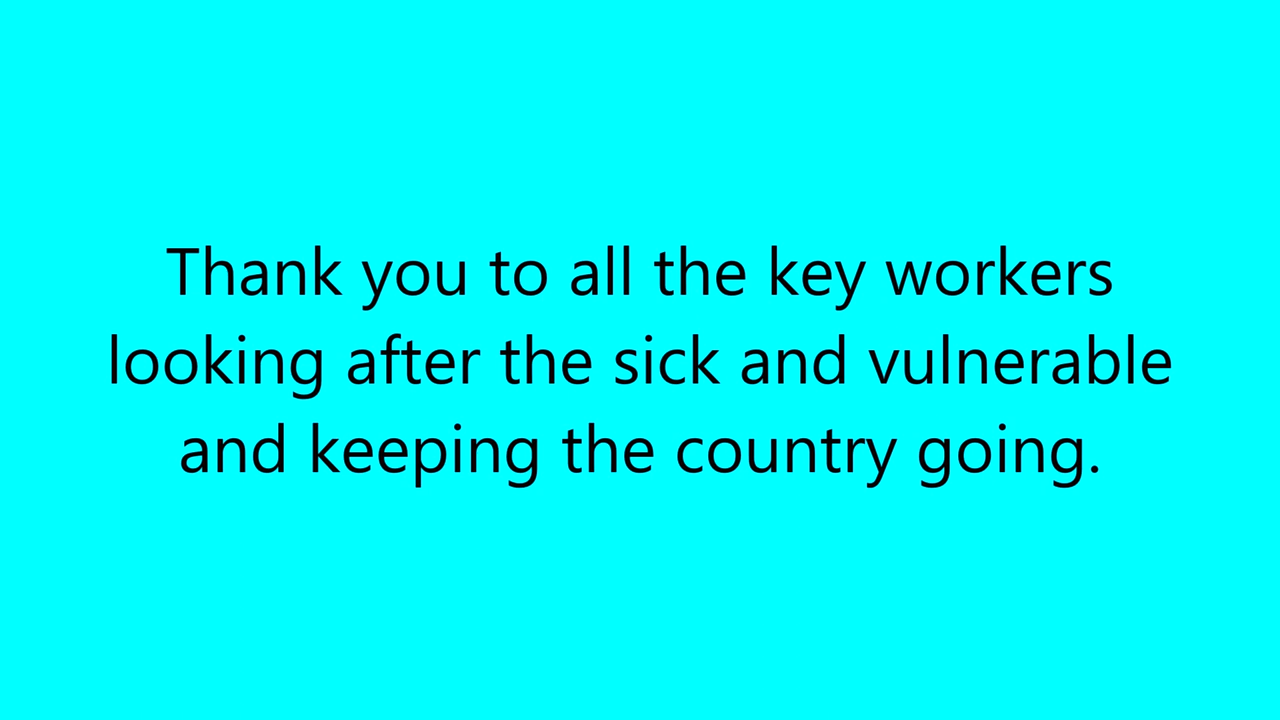 Thank you to all the key workers
looking after the sick and vulnerable
and keeping the country going.